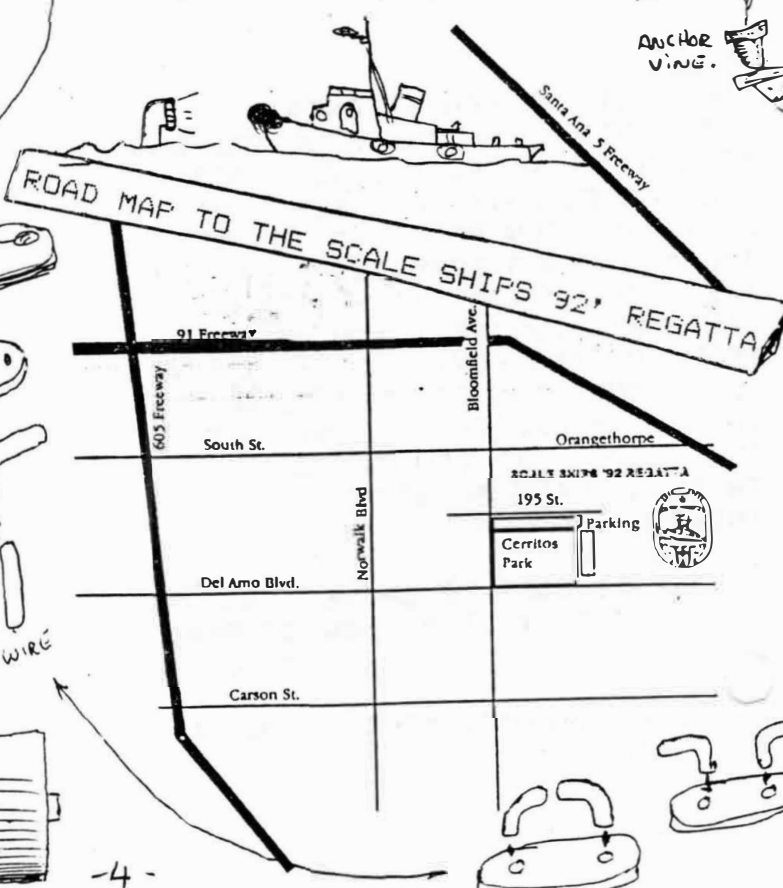 ANCHOR
VINE.
Santa Ana 5 Freeway
ROAD MAP TO THE SCALE SHIPS 92' REGATTA
91 Freeway
605 Freeway
Bloomfield Ave.
South St.
Orangethorpe
SCALE SHIPS '92 REGATTA
195 St.
Norwalk Blvd
Parking
Cerritos
Park
Del Amo Blvd.
WIRE
Carson St.
-4-